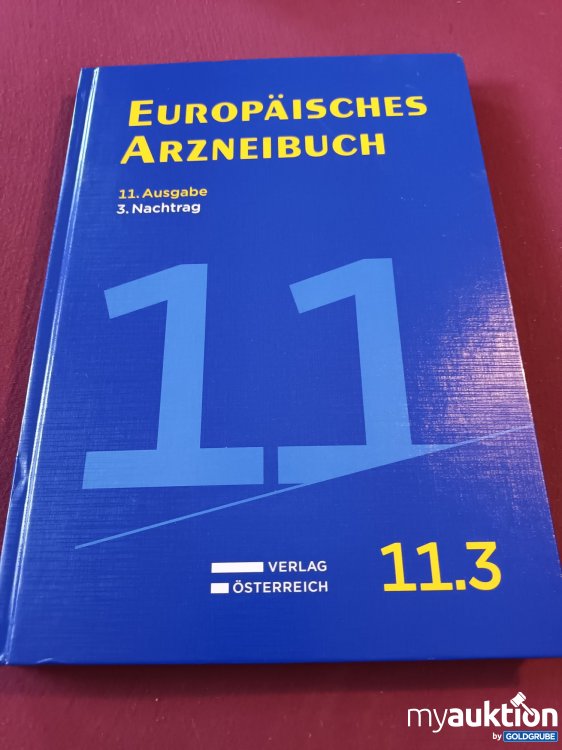 EUROPÄISCHES
ARZNEIBUCH
11. Ausgabe
3. Nachtrag
11
VERLAG
ÖSTERREICH
11.3
myauktion
by GOLDGRUBE